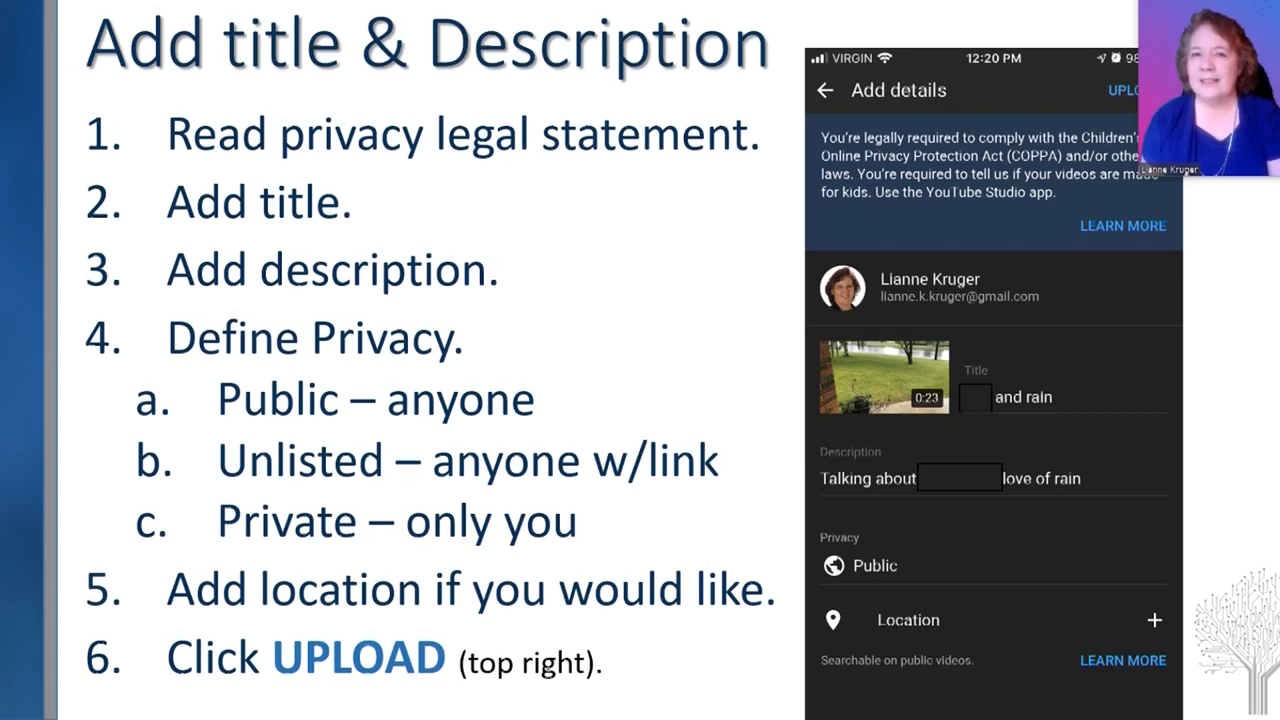 Add title & Description
1. Read privacy legal statement.
2. Add title.
3. Add description.
4. Define Privacy.
a. Public – anyone
b. Unlisted – anyone w/link
c. Private – only you
5. Add location if you would like.
6. Click UPLOAD (top right).
VIRGIN 12:20 PM 98
Add details
You're legally required to comply with the Children's
Online Privacy Protection Act (COPPA) and/or othe
laws. You're required to tell us if your videos are made
for kids. Use the YouTube Studio app.
LEARN MORE
Lianne Kruger
lianne.k.kruger@gmail.com
0:23
Title
and rain
Description
Talking about love of rain
Privacy
Public
Location +
Searchable on public videos. LEARN MORE
Lianne Kruger